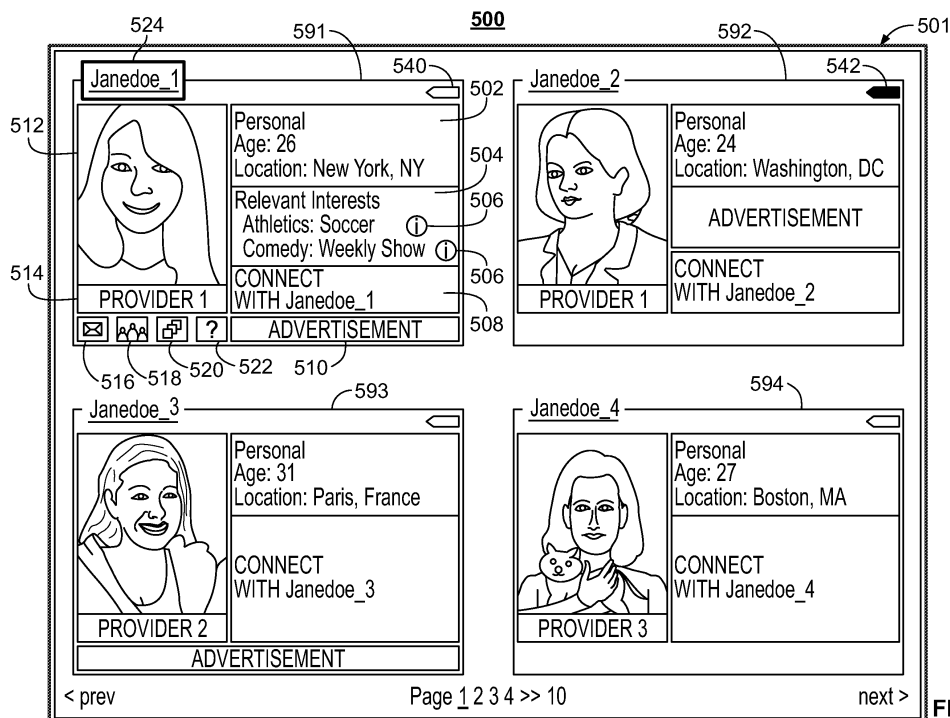 500
501
524
591
592
540
542
502
512
504
506
506
514
508
516
518
520
522
510
Janedoe_1
Personal
Age: 26
Location: New York, NY
Relevant Interests
Athletics: Soccer i
Comedy: Weekly Show i
PROVIDER 1
CONNECT
WITH Janedoe_1
?
ADVERTISEMENT
Janedoe_2
Personal
Age: 24
Location: Washington, DC
ADVERTISEMENT
PROVIDER 1
CONNECT
WITH Janedoe_2
593
Janedoe_3
Personal
Age: 31
Location: Paris, France
CONNECT
WITH Janedoe_3
PROVIDER 2
ADVERTISEMENT
594
Janedoe_4
Personal
Age: 27
Location: Boston, MA
CONNECT
WITH Janedoe_4
PROVIDER 3
< prev
Page 1 2 3 4 >> 10
next >